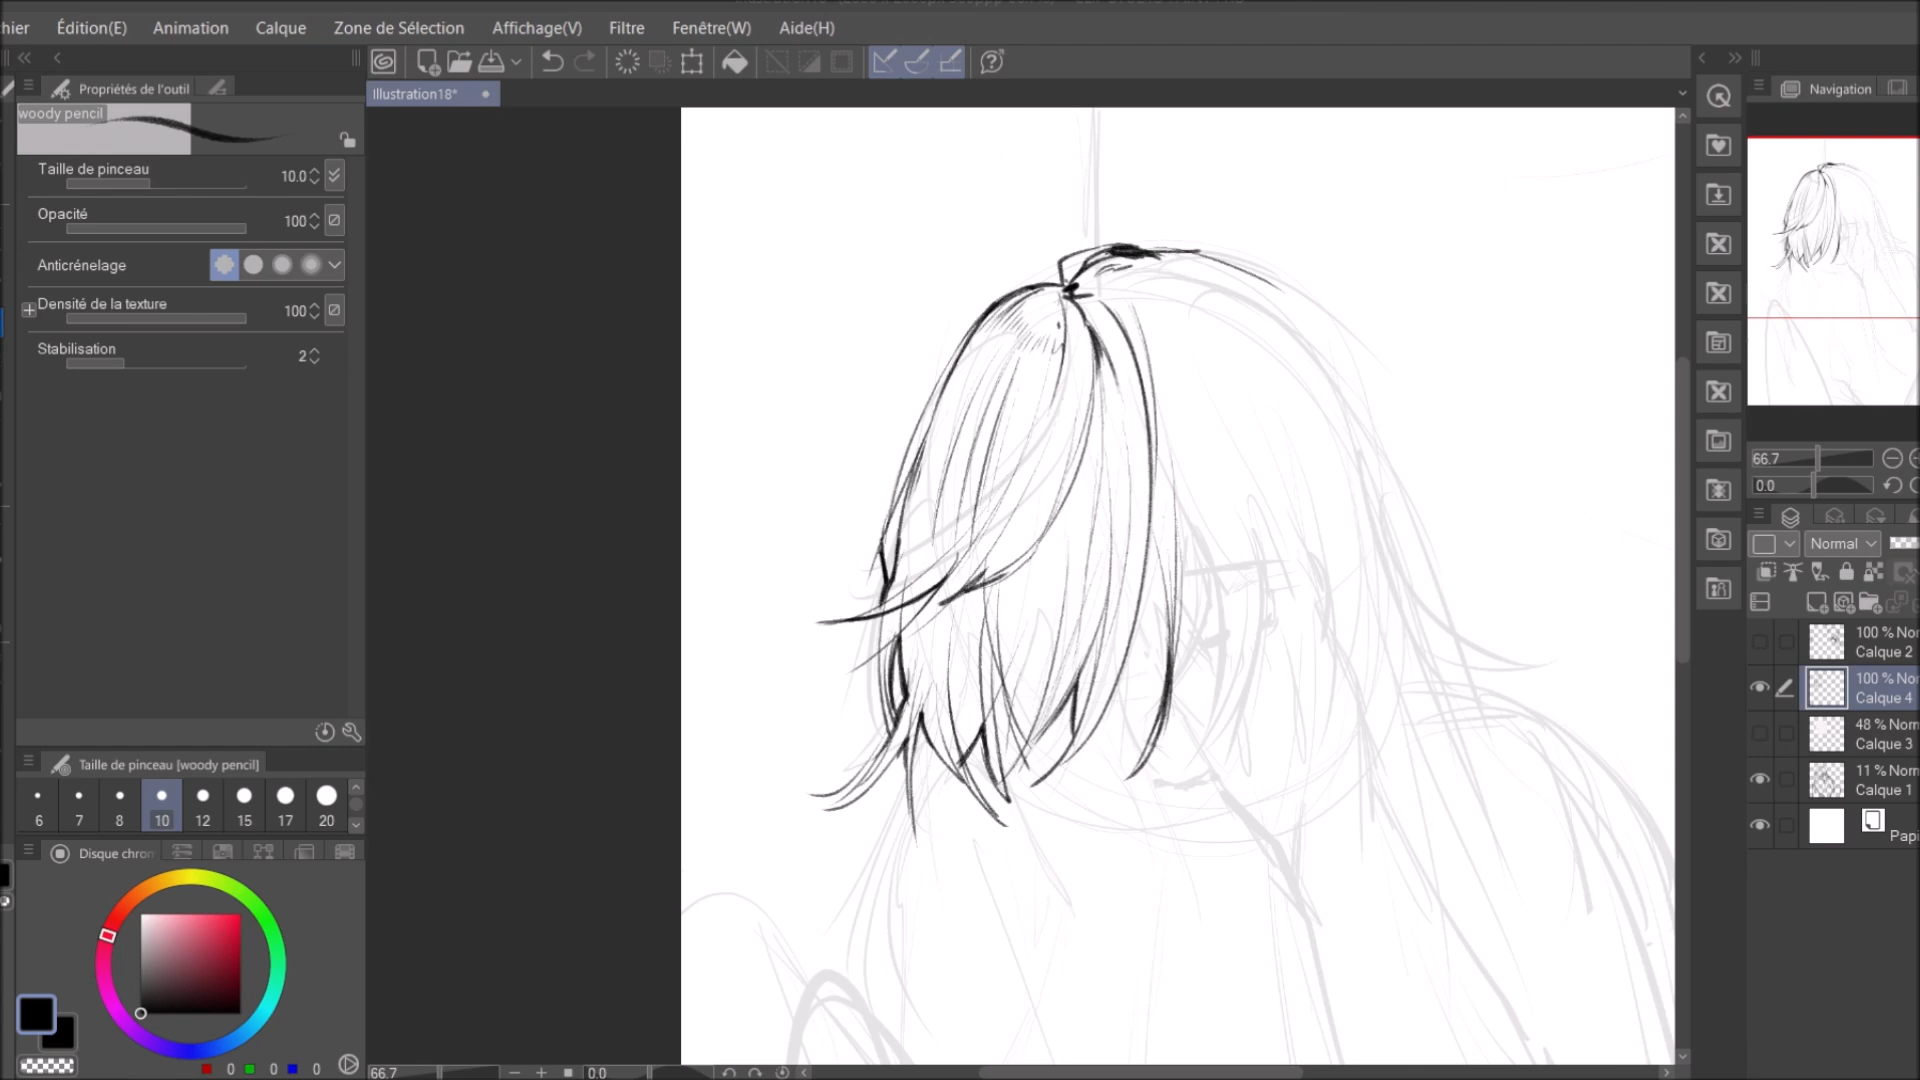 hier Édition(E) Animation Calque Zone de Sélection Affichage(V) Filtre Fenêtre(W) Aide(H)
Propriétés de l'outil
Illustration18*
Navigation
woody pencil
Taille de pinceau 10.0
Opacité 100
Anticrénelage
Densité de la texture 100
Stabilisation 2
66.7
0.0
Normal
100 % Nor
Calque 2
100 % Nor
Calque 4
48 % Norn
Calque 3
11 % Norn
Calque 1
Papi
Taille de pinceau [woody pencil]
6 7 8 10 12 15 17 20
Disque chron
0 0 0
66.7 0.0